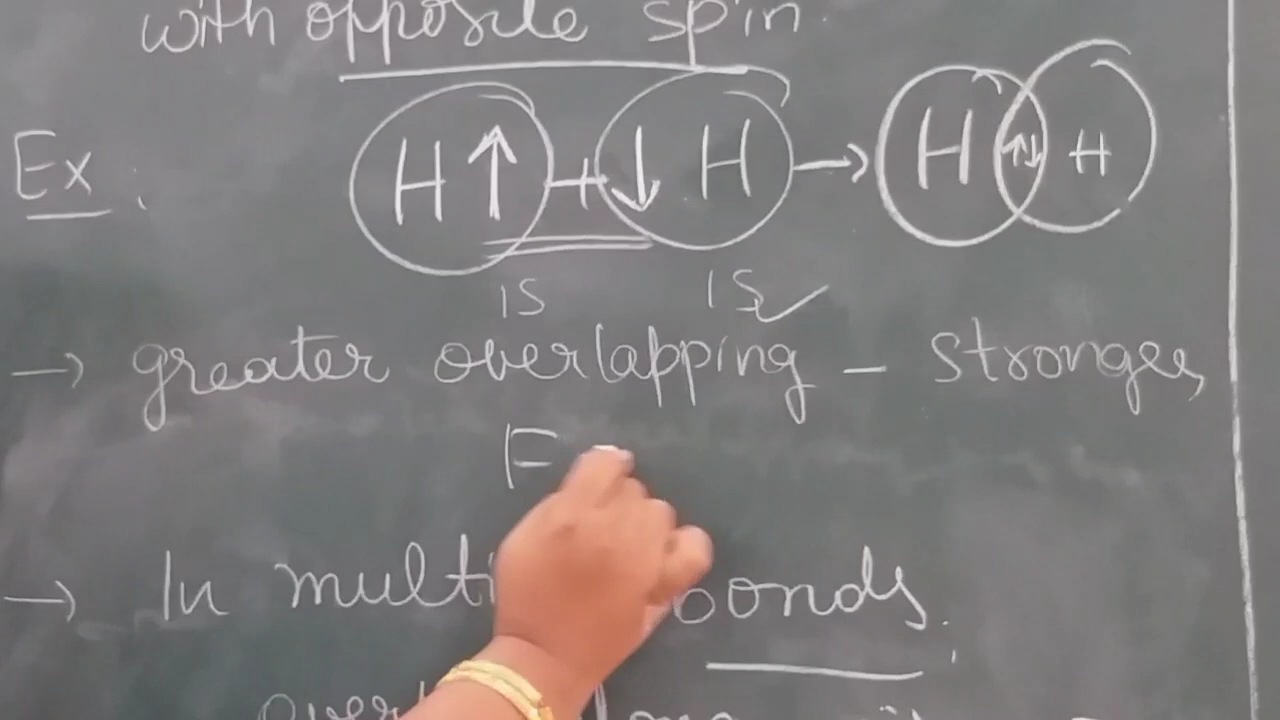 with opposite spin
Ex. H ↑ + ↓ H → H ↑↓ H
1S 1S ✓
→ greater overlapping – stronger
F
→ In multi bonds.